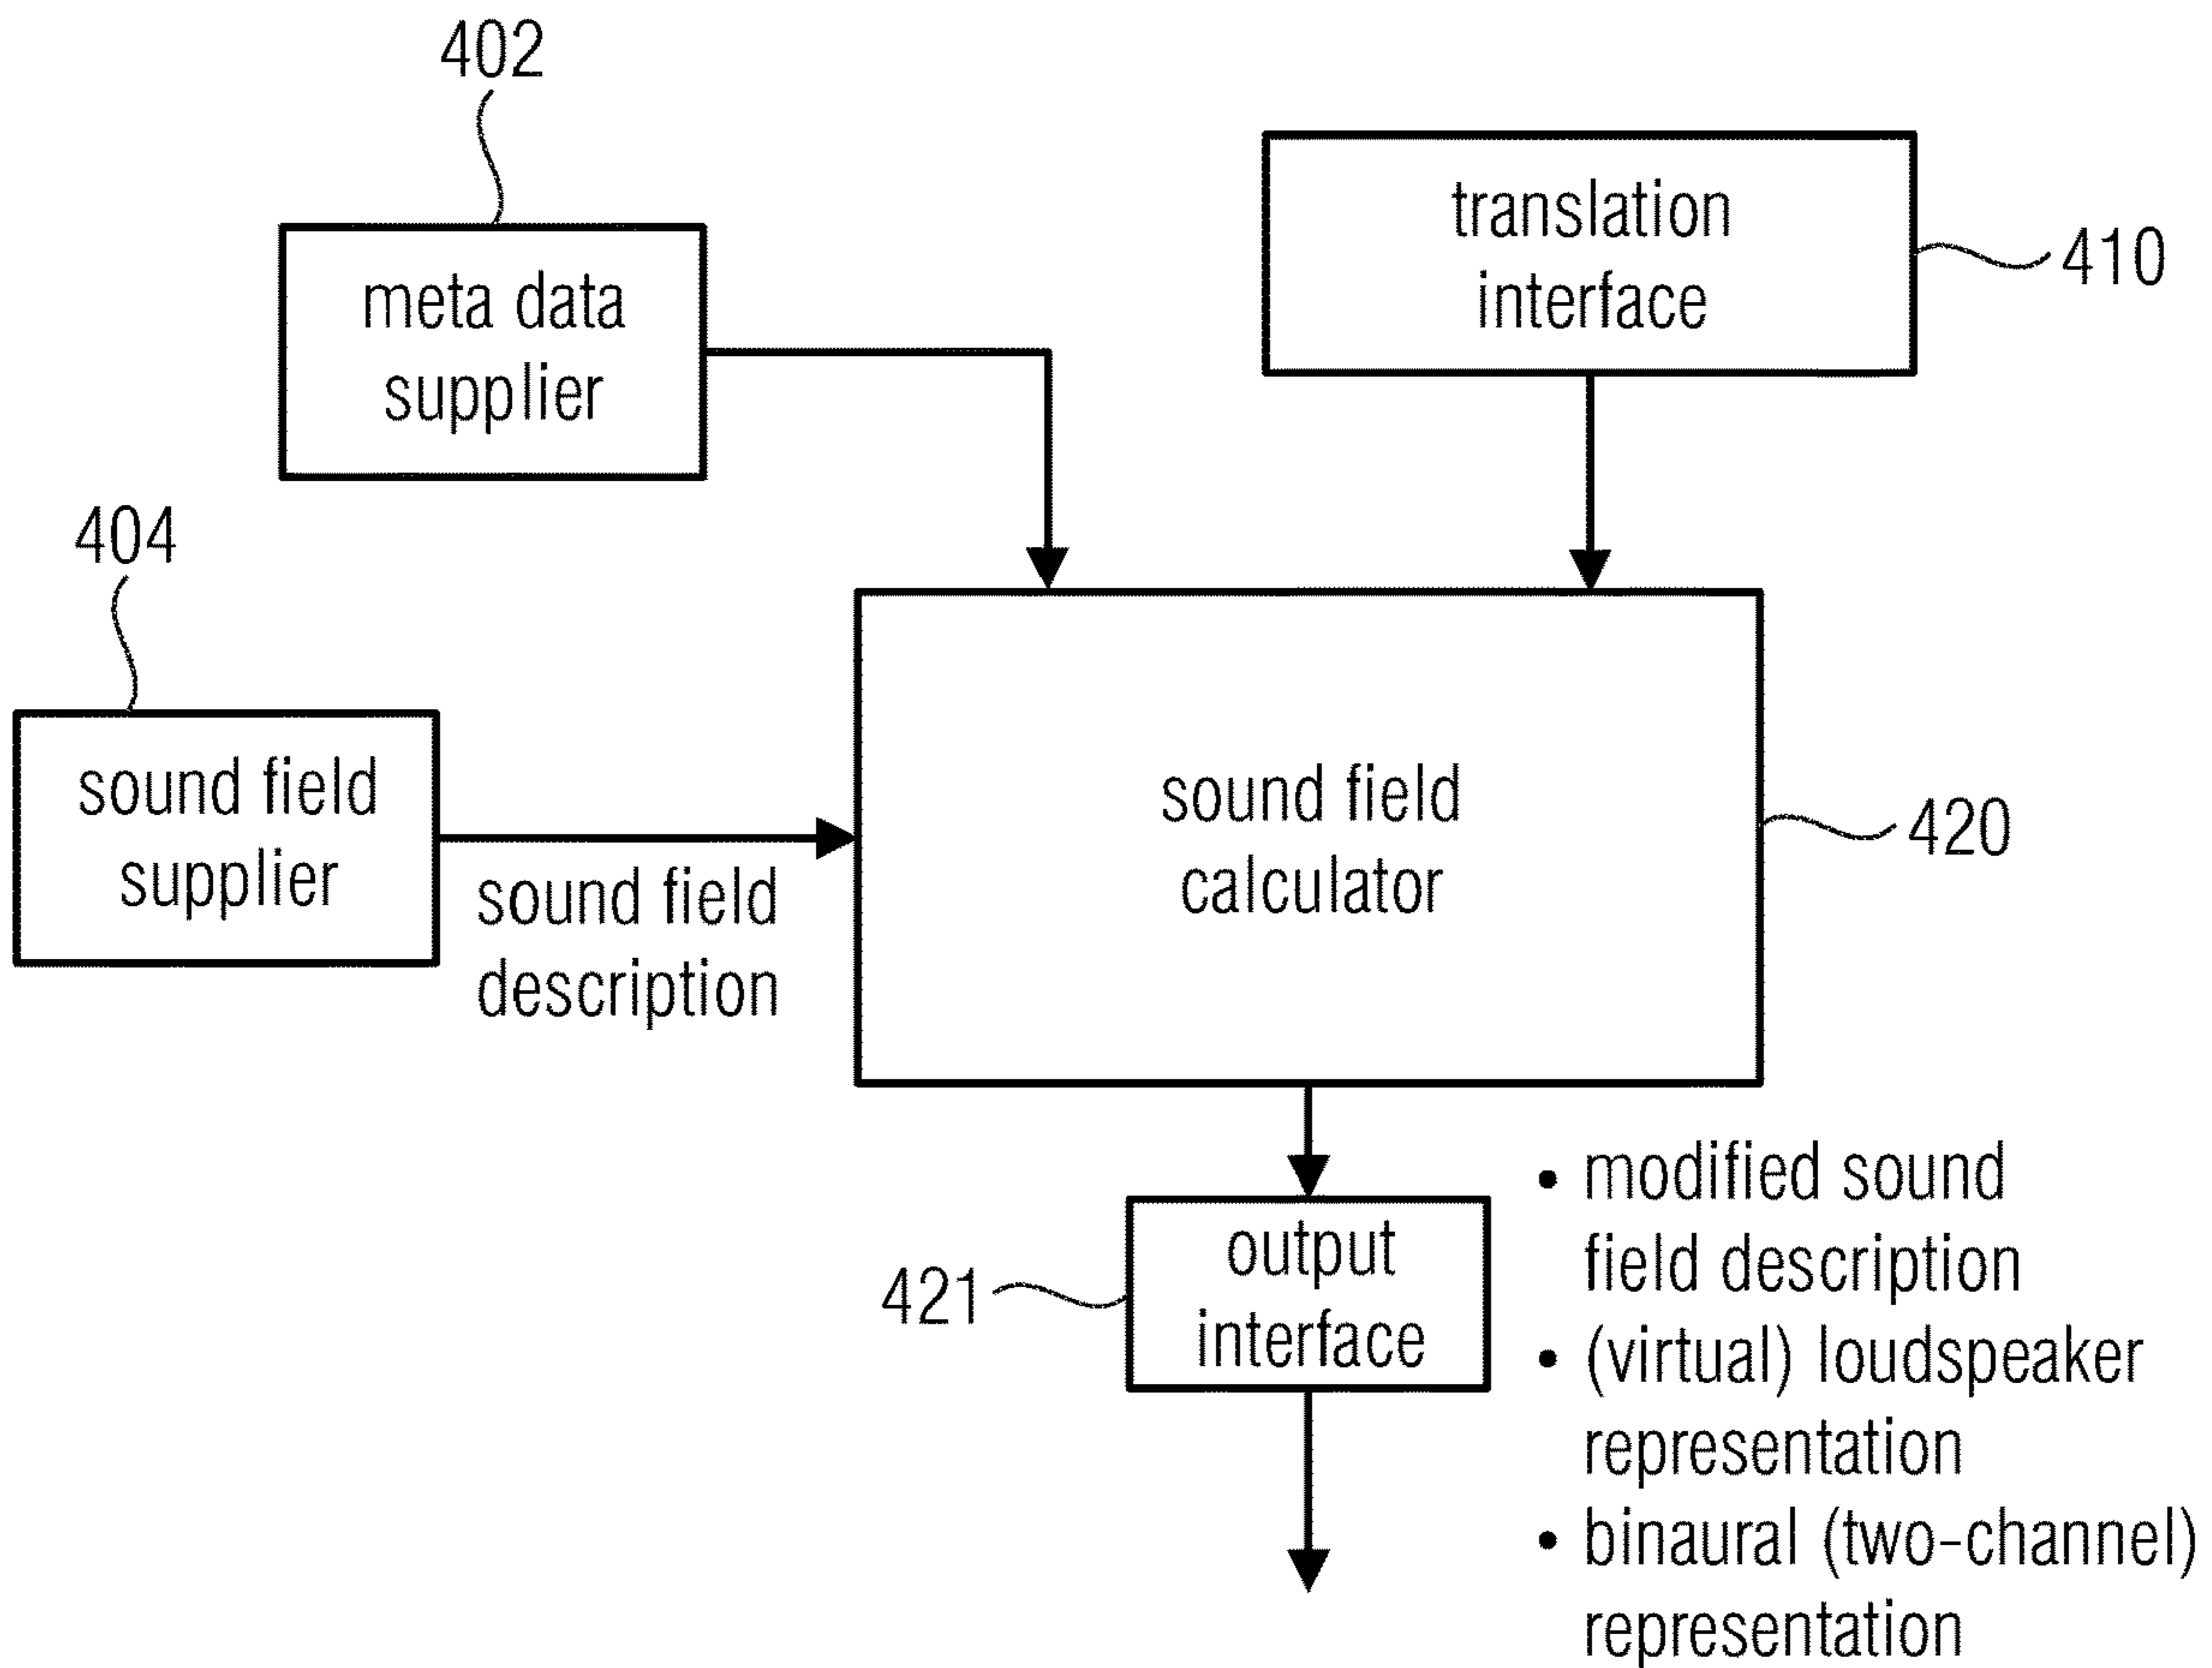 402
meta data
supplier
translation
interface
410
404
sound field
supplier
sound field
description
sound field
calculator
420
421
output
interface
• modified sound
field description
• (virtual) loudspeaker
representation
• binaural (two-channel)
representation